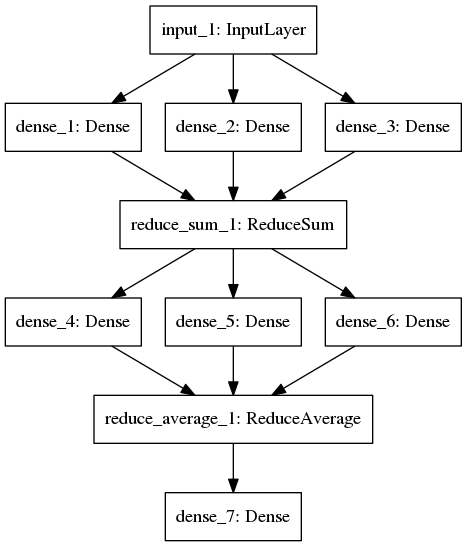 input_1: InputLayer
dense_1: Dense
dense_2: Dense
dense_3: Dense
reduce_sum_1: ReduceSum
dense_4: Dense
dense_5: Dense
dense_6: Dense
reduce_average_1: ReduceAverage
dense_7: Dense